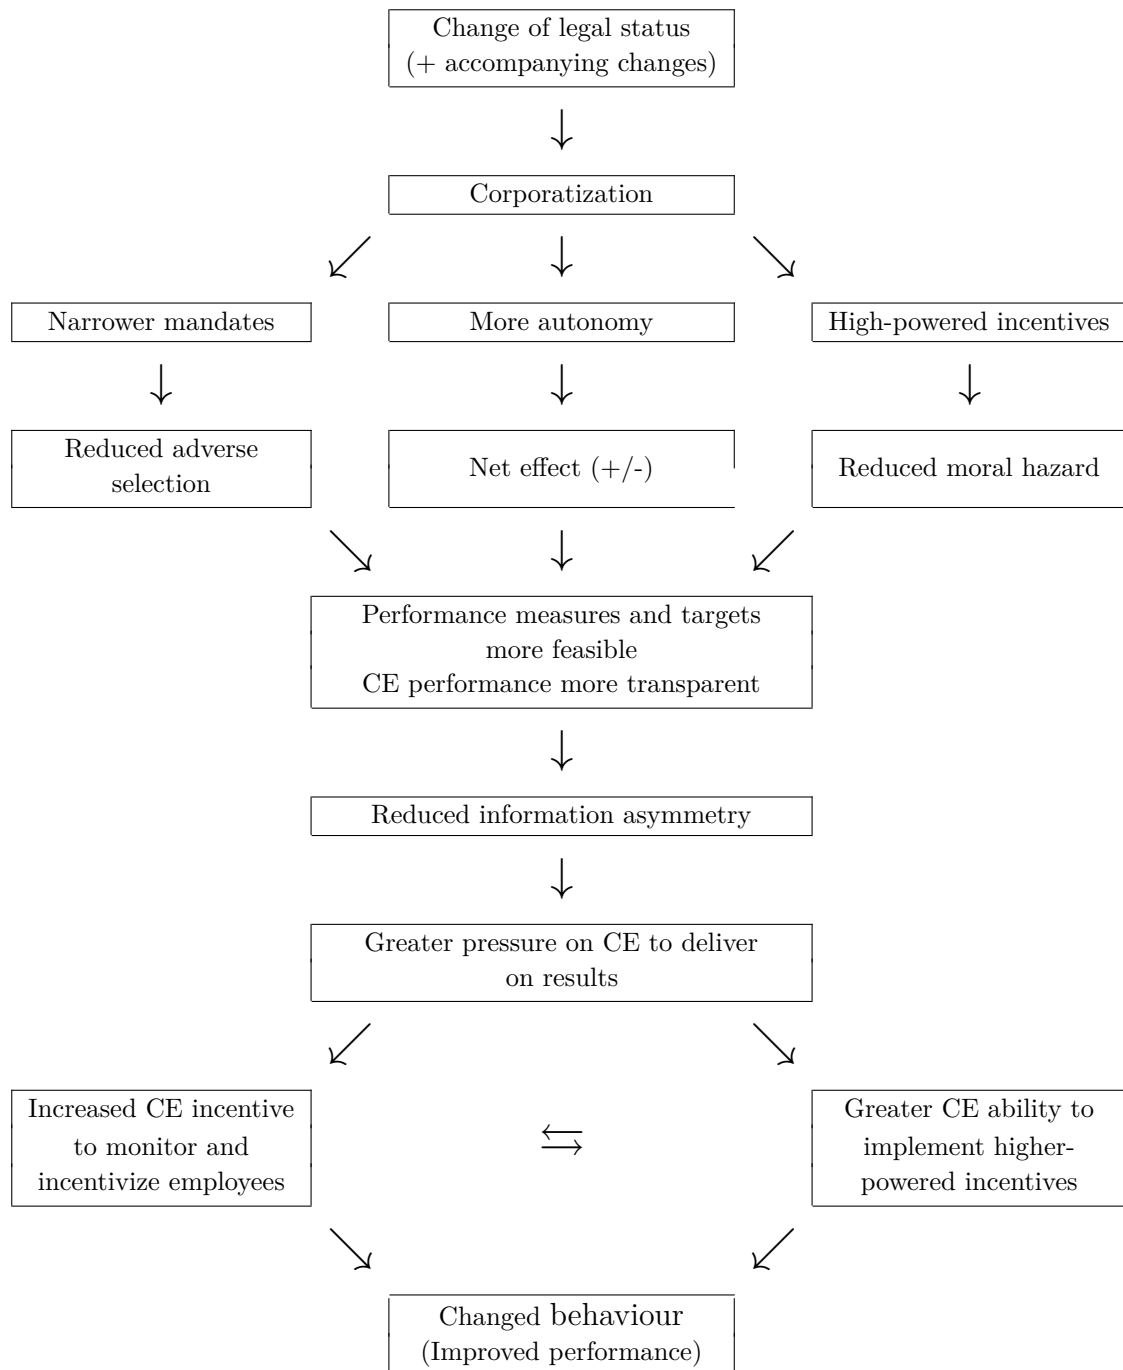 Change of legal status
(+ accompanying changes)
↓
Corporatization
↙ ↓ ↘
Narrower mandates
More autonomy
High-powered incentives
↓ ↓ ↓
Reduced adverse
selection
Net effect (+/-)
Reduced moral hazard
↘ ↓ ↙
Performance measures and targets
more feasible
CE performance more transparent
↓
Reduced information asymmetry
↓
Greater pressure on CE to deliver
on results
↙ ↘
Increased CE incentive
to monitor and
incentivize employees
⇆
Greater CE ability to
implement higher-
powered incentives
↘ ↙
Changed behaviour
(Improved performance)